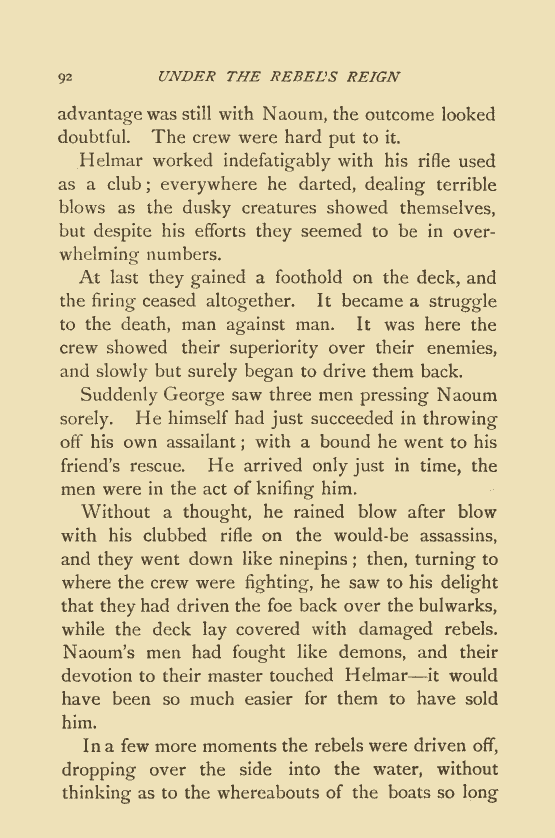 92 UNDER THE REBEL'S REIGN
advantage was still with Naoum, the outcome looked
doubtful. The crew were hard put to it.
Helmar worked indefatigably with his rifle used
as a club; everywhere he darted, dealing terrible
blows as the dusky creatures showed themselves,
but despite his efforts they seemed to be in over-
whelming numbers.
At last they gained a foothold on the deck, and
the firing ceased altogether. It became a struggle
to the death, man against man. It was here the
crew showed their superiority over their enemies,
and slowly but surely began to drive them back.
Suddenly George saw three men pressing Naoum
sorely. He himself had just succeeded in throwing
off his own assailant; with a bound he went to his
friend's rescue. He arrived only just in time, the
men were in the act of knifing him.
Without a thought, he rained blow after blow
with his clubbed rifle on the would-be assassins,
and they went down like ninepins; then, turning to
where the crew were fighting, he saw to his delight
that they had driven the foe back over the bulwarks,
while the deck lay covered with damaged rebels.
Naoum's men had fought like demons, and their
devotion to their master touched Helmar—it would
have been so much easier for them to have sold
him.
In a few more moments the rebels were driven off,
dropping over the side into the water, without
thinking as to the whereabouts of the boats so long